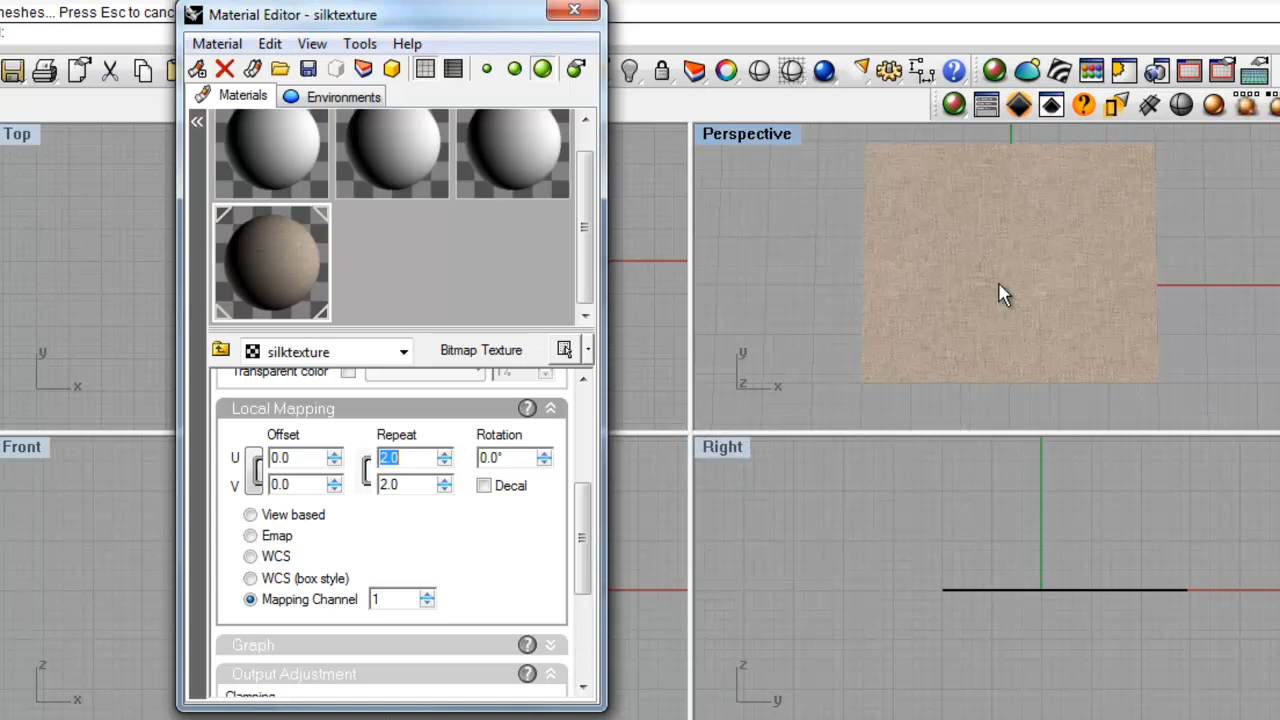 neshes... Press Esc to canc
Material Editor - silktexture
Material Edit View Tools Help
Materials Environments
Top
Perspective
silktexture Bitmap Texture
Transparent color
Local Mapping ?
Offset Repeat Rotation
U 0.0 2.0 0.0°
V 0.0 2.0 Decal
View based
Emap
WCS
WCS (box style)
Mapping Channel 1
Graph ?
Output Adjustment ?
Clamping
y
x
y
z x
Front
Right
z
x
z
y